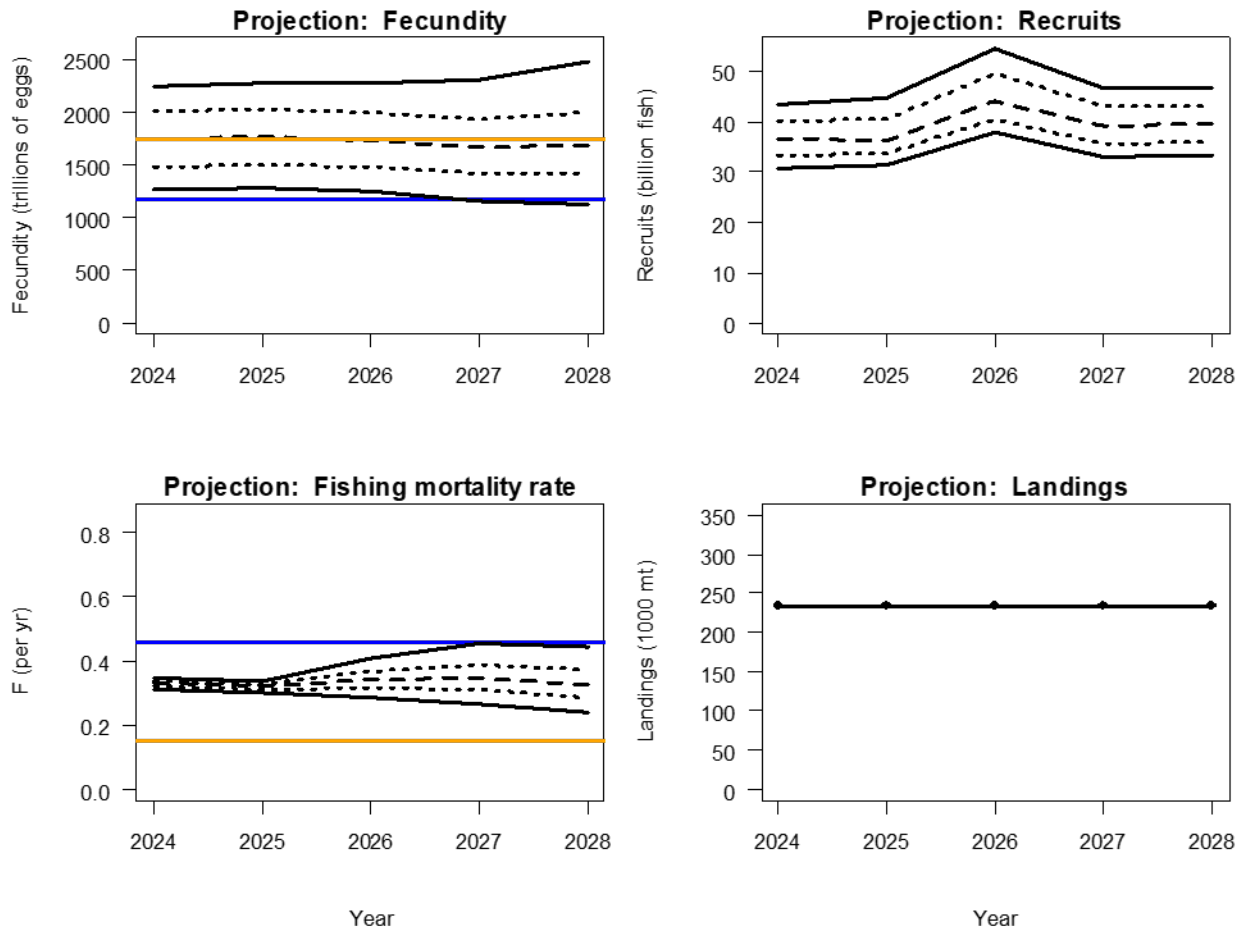 Projection:  Fecundity
Fecundity (trillions of eggs)
2500
2000
1500
1000
500
0
2024 2025 2026 2027 2028
Projection:  Recruits
Recruits (billion fish)
50
40
30
20
10
0
2024 2025 2026 2027 2028
Projection:  Fishing mortality rate
F (per yr)
0.8
0.6
0.4
0.2
0.0
2024 2025 2026 2027 2028
Year
Projection:  Landings
Landings (1000 mt)
350
300
250
200
150
100
50
0
2024 2025 2026 2027 2028
Year